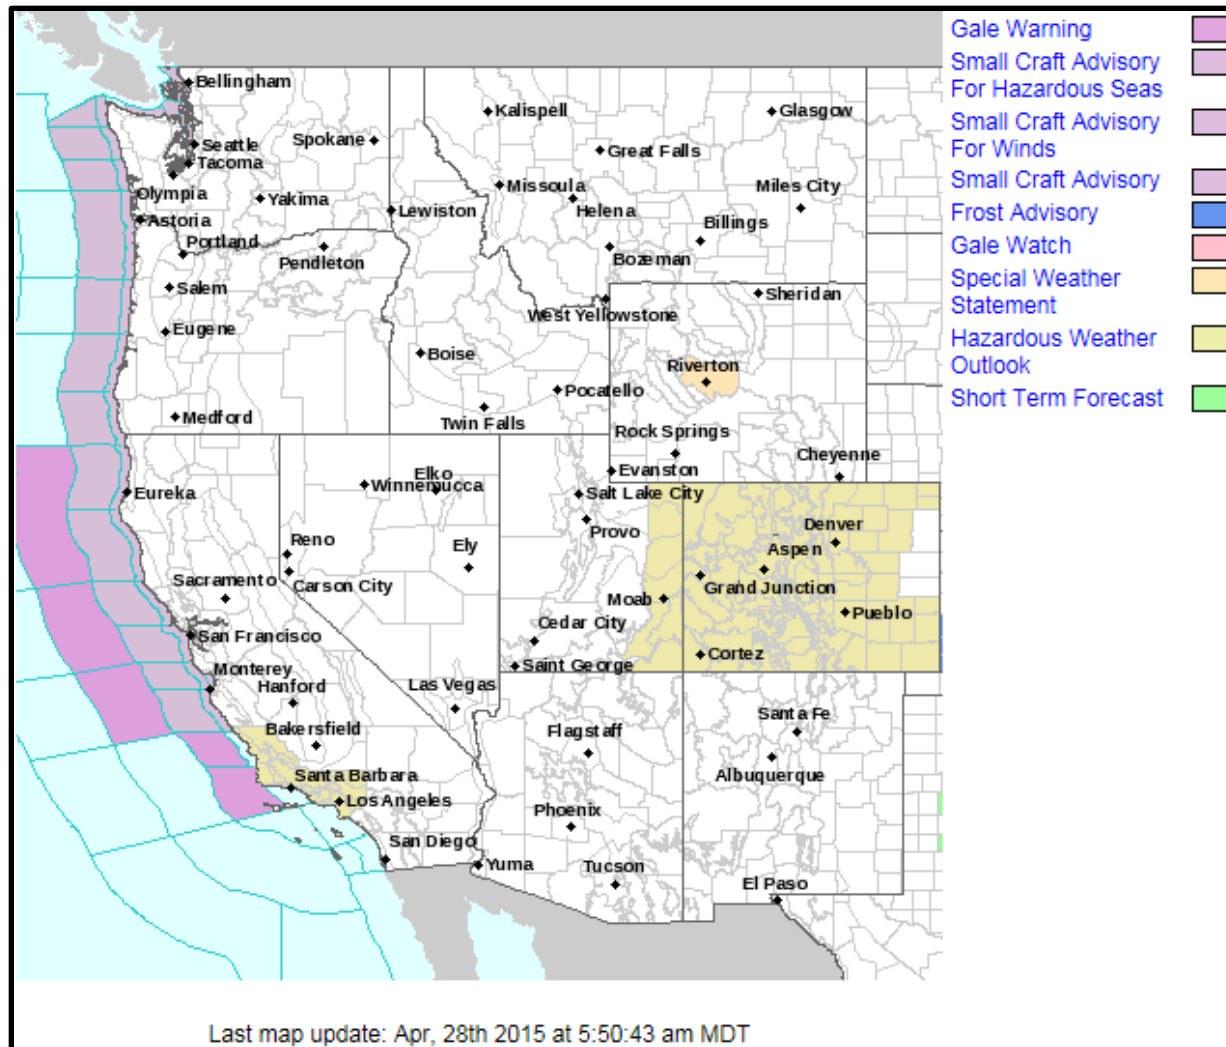 Gale Warning
Small Craft Advisory
For Hazardous Seas
Small Craft Advisory
For Winds
Small Craft Advisory
Frost Advisory
Gale Watch
Special Weather
Statement
Hazardous Weather
Outlook
Short Term Forecast
Bellingham
Kalispell
Glasgow
Seattle
Spokane
Great Falls
Tacoma
Olympia
Yakima
Missoula
Miles City
Helena
Lewiston
Astoria
Billings
Portland
Pendleton
Bozeman
Salem
Sheridan
West Yellowstone
Eugene
Boise
Riverton
Pocatello
Medford
Twin Falls
Rock Springs
Cheyenne
Evanston
Elko
Winnemucca
Eureka
Salt Lake City
Provo
Denver
Reno
Ely
Aspen
Sacramento
Carson City
Grand Junction
Moab
Pueblo
Cedar City
San Francisco
Cortez
Saint George
Monterey
Hanford
Las Vegas
Santa Fe
Bakersfield
Flagstaff
Albuquerque
Santa Barbara
Los Angeles
Phoenix
San Diego
Yuma
Tucson
El Paso
Last map update: Apr, 28th 2015 at 5:50:43 am MDT